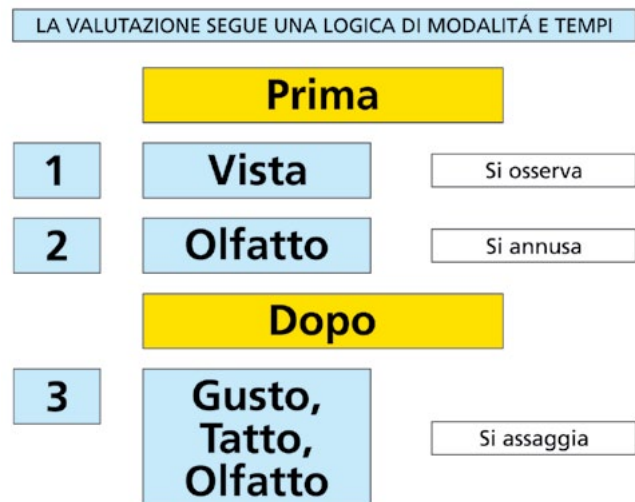 LA VALUTAZIONE SEGUE UNA LOGICA DI MODALITÁ E TEMPI
Prima
1 Vista Si osserva
2 Olfatto Si annusa
Dopo
3 Gusto,
Tatto,
Olfatto
Si assaggia